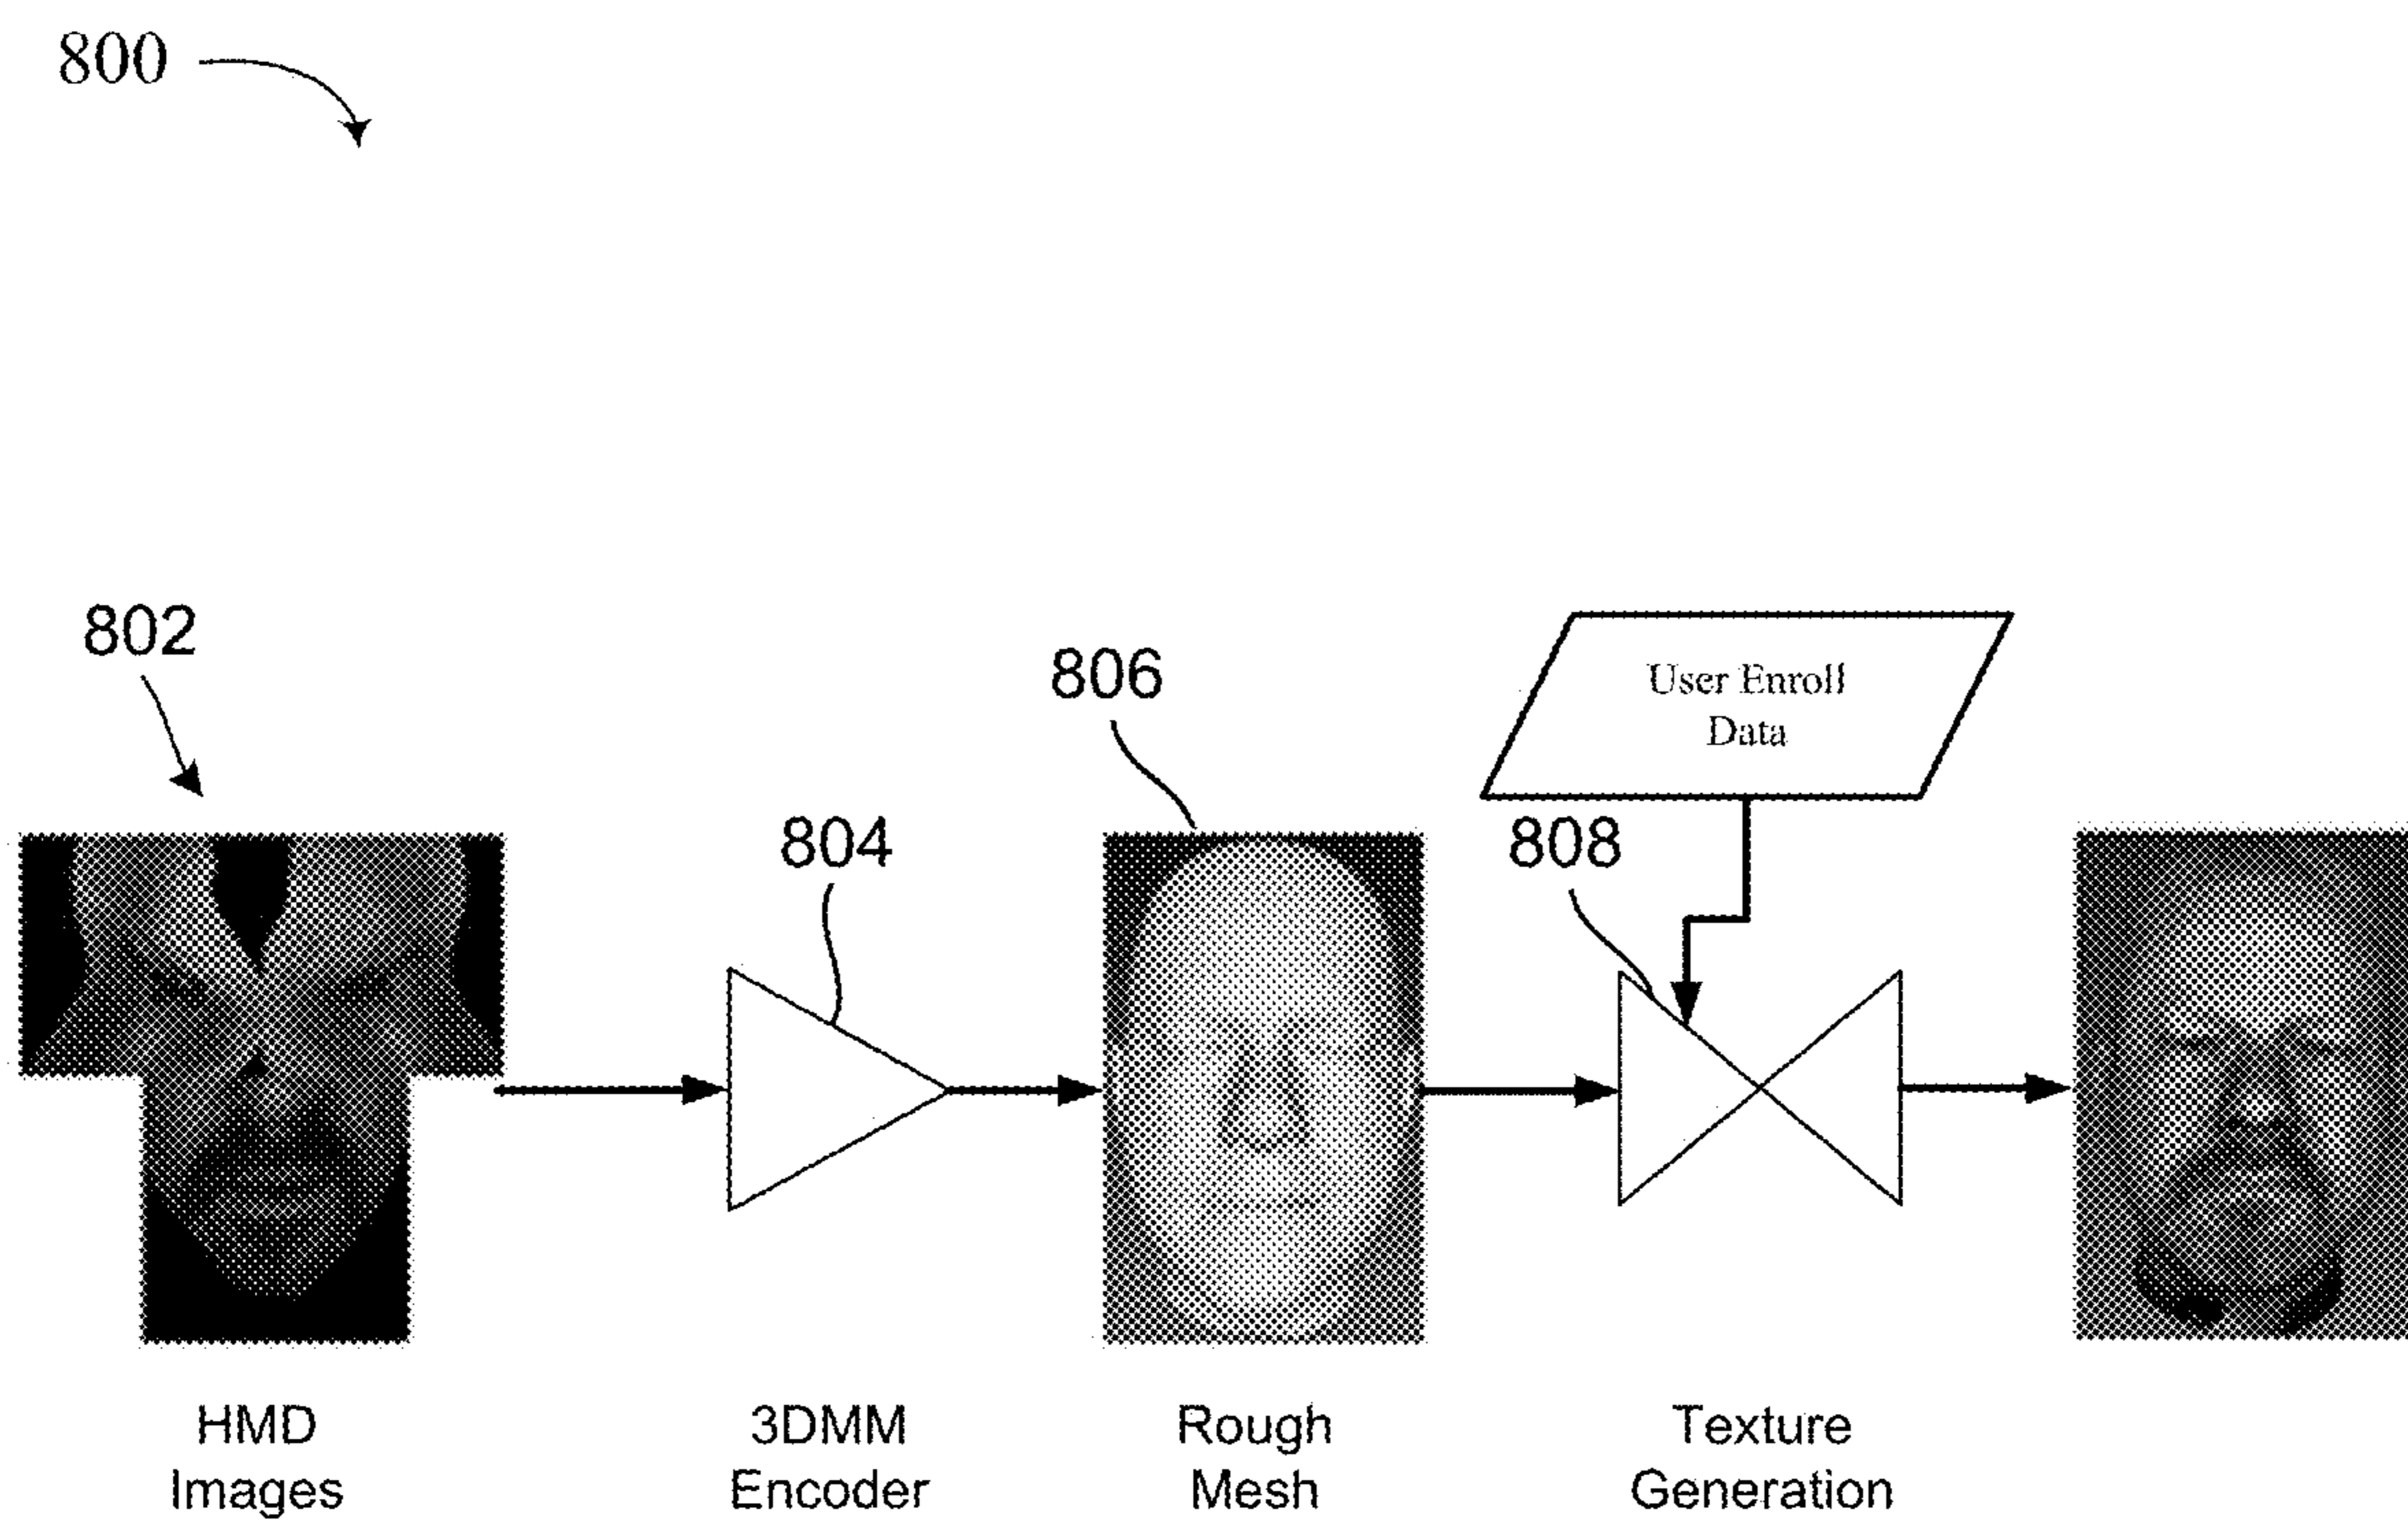 800
802
806
User Enroll
Data
804
808
HMD
Images
3DMM
Encoder
Rough
Mesh
Texture
Generation